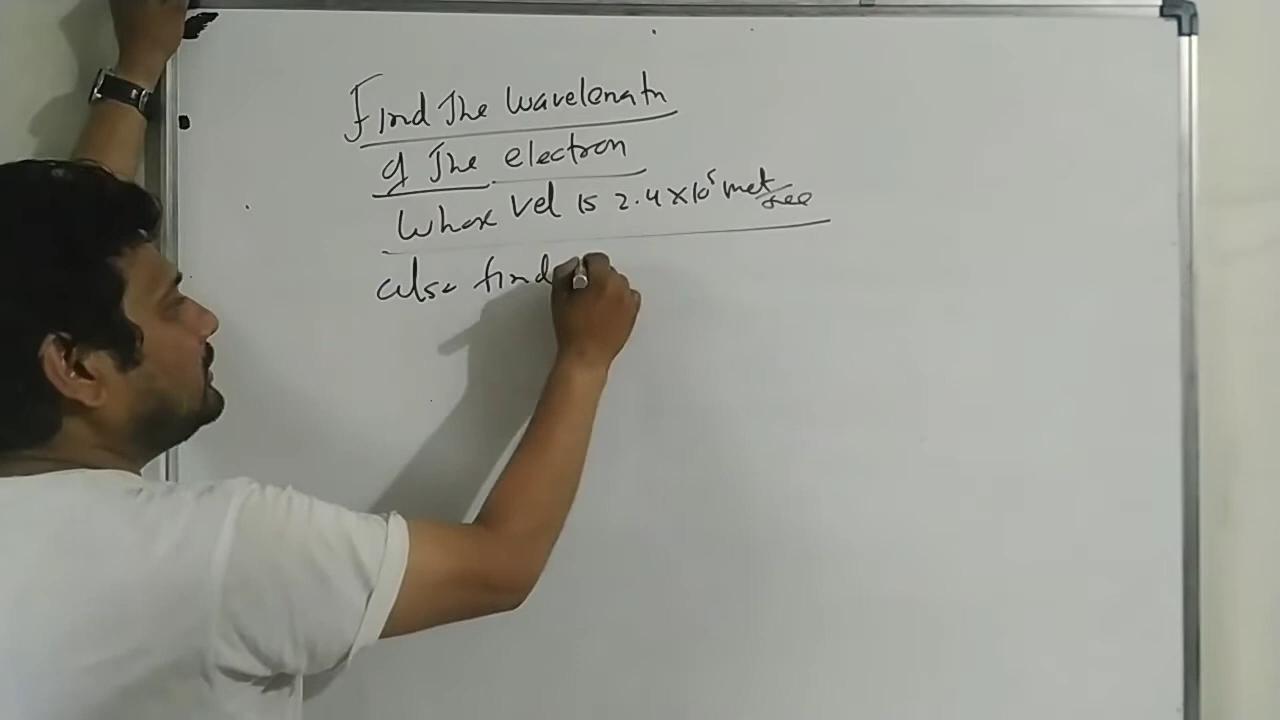 Find The wavelength
of The electron
Whose Vel is 2.4×10⁵ met/sec
also find